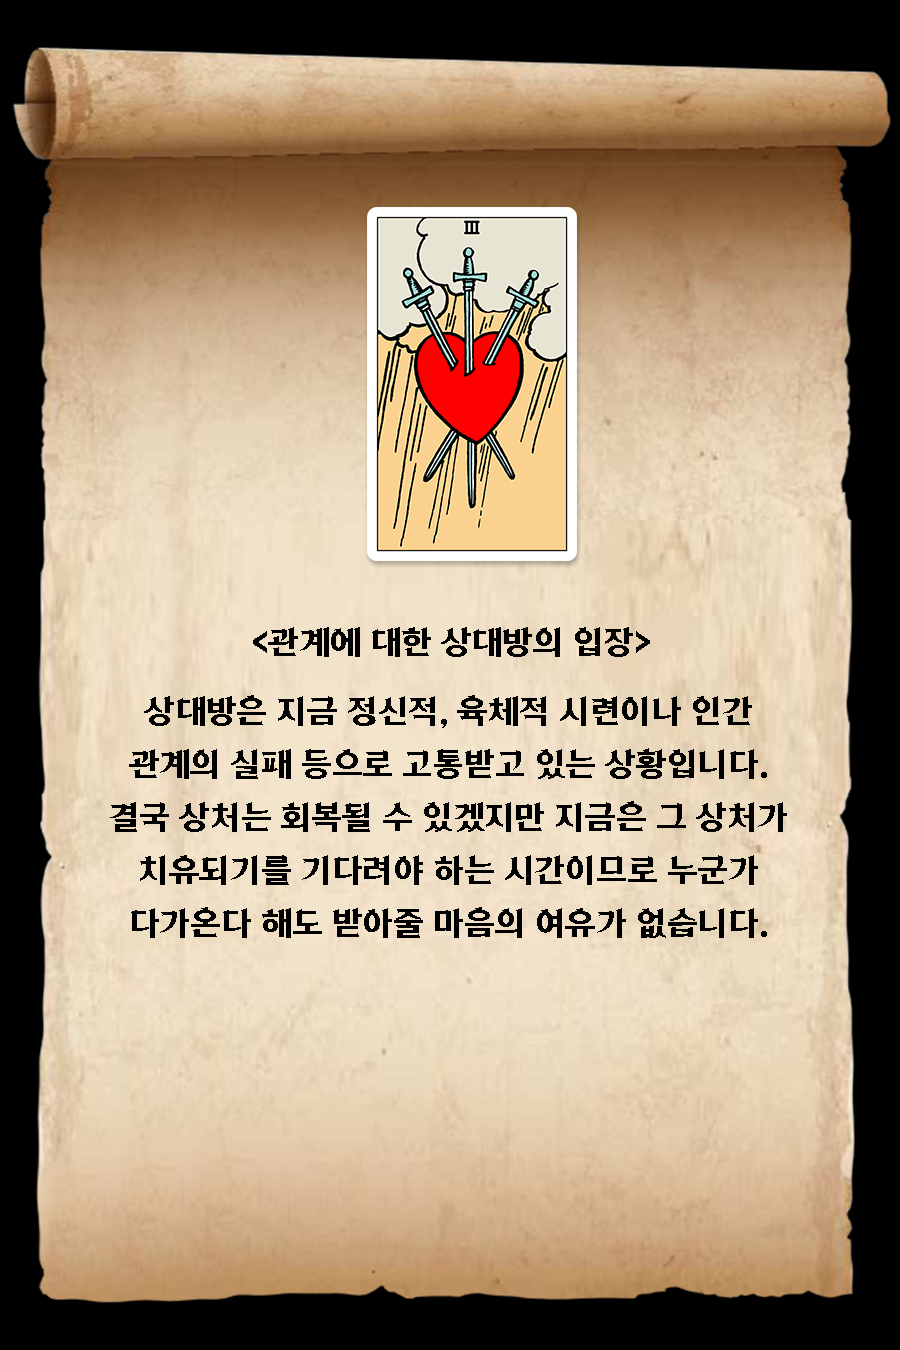 III
<관계에 대한 상대방의 입장>
상대방은 지금 정신적, 육체적 시련이나 인간
관계의 실패 등으로 고통받고 있는 상황입니다.
결국 상처는 회복될 수 있겠지만 지금은 그 상처가
치유되기를 기다려야 하는 시간이므로 누군가
다가온다 해도 받아줄 마음의 여유가 없습니다.